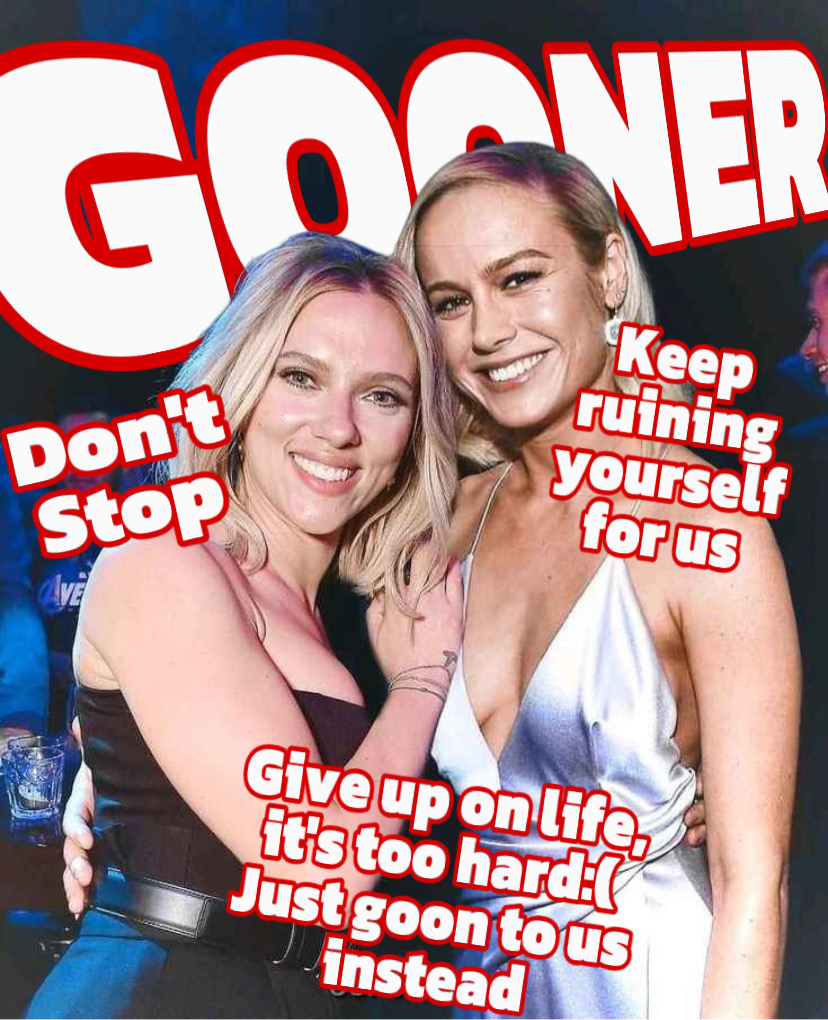 GOONER
Don't
Stop
Keep
ruining
yourself
for us
AVE
Give up on life,
it's too hard:(
Just goon to us
instead